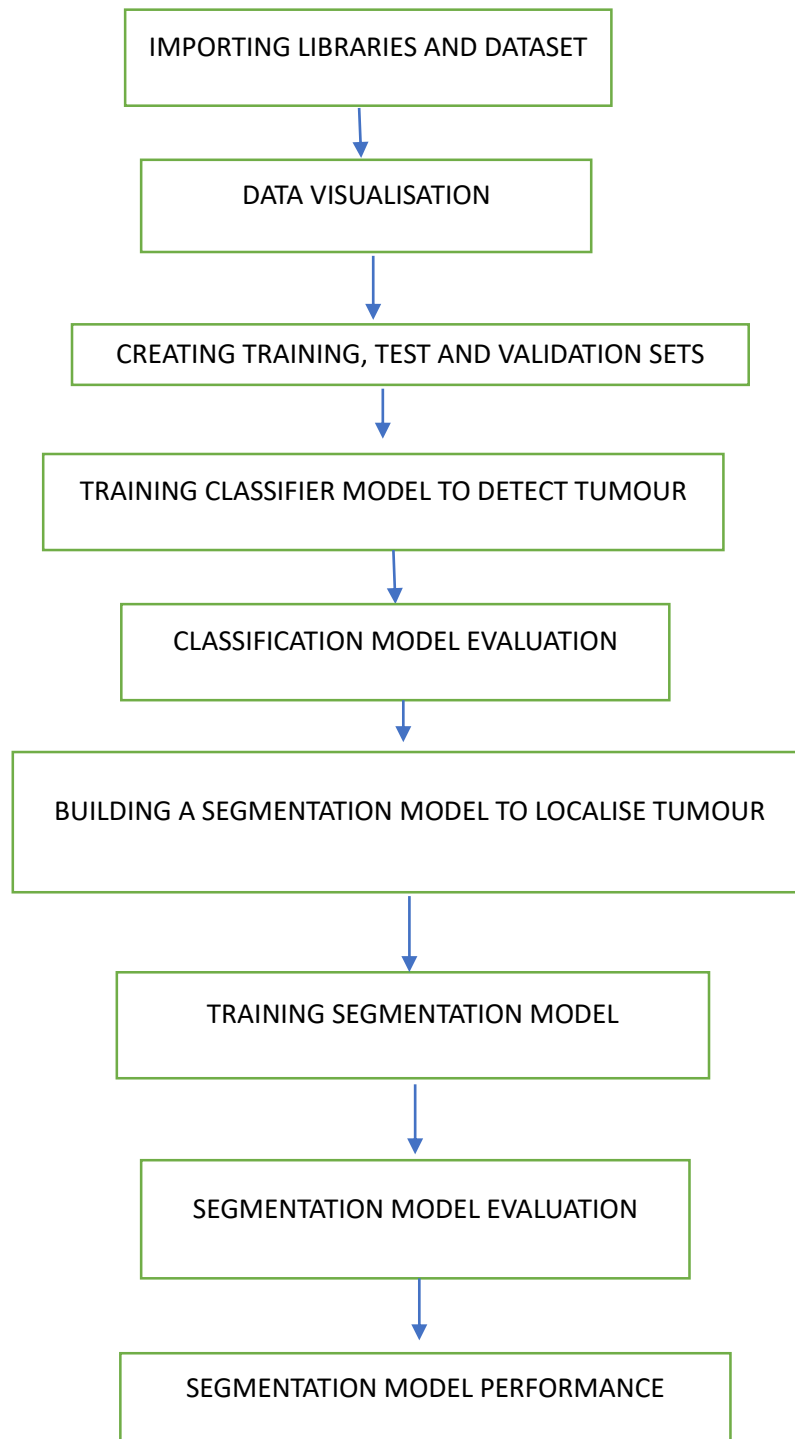 IMPORTING LIBRARIES AND DATASET
DATA VISUALISATION
CREATING TRAINING, TEST AND VALIDATION SETS
TRAINING CLASSIFIER MODEL TO DETECT TUMOUR
CLASSIFICATION MODEL EVALUATION
BUILDING A SEGMENTATION MODEL TO LOCALISE TUMOUR
TRAINING SEGMENTATION MODEL
SEGMENTATION MODEL EVALUATION
SEGMENTATION MODEL PERFORMANCE